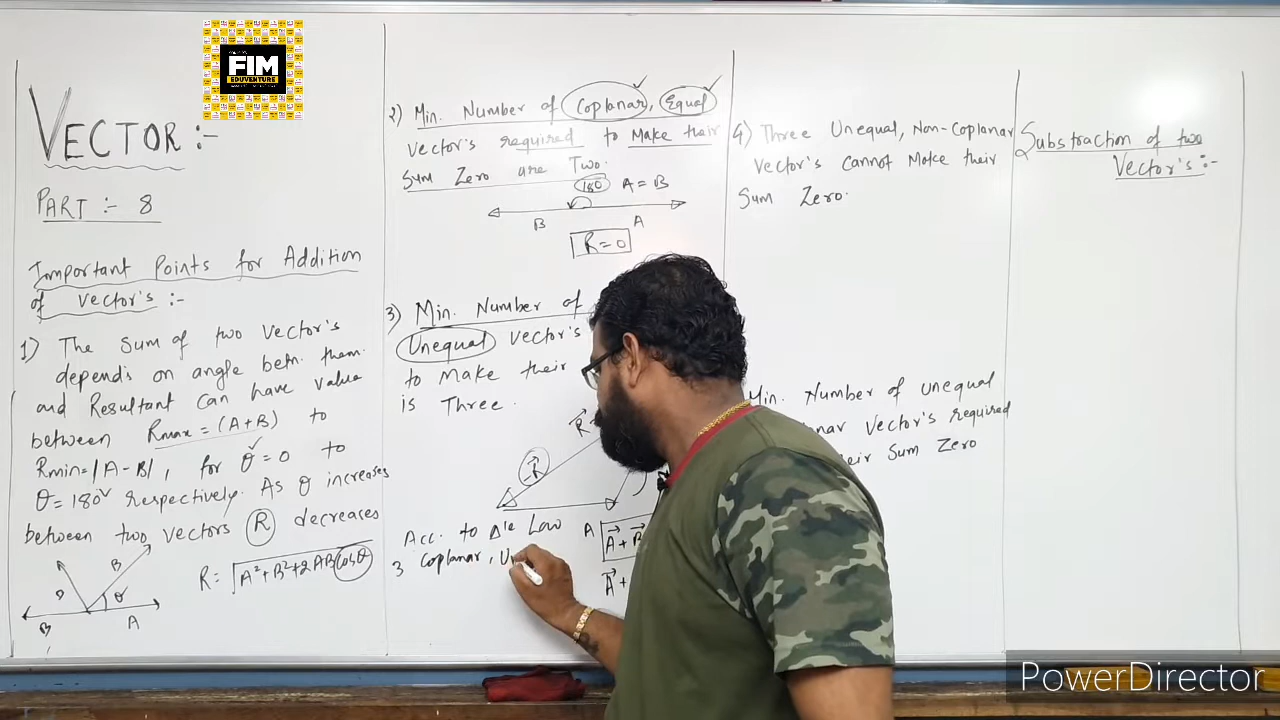 FIM
EDUVENTURE
VECTOR :-
PART :- 8
Important Points for Addition
of vector's :-
1) The sum of two vector's
depends on angle betn. them.
and Resultant can have value
between Rmax = (A+B) to
Rmin=|A-B|, for θ = 0 to
θ = 180 respectively. As θ increases
between two vectors R decreases
B
θ
A
B
R = √A²+B²+2AB cosθ
2) Min. Number of Coplanar, Equal
vector's required to Make their
Sum Zero are Two.
180 A = B
B A
R = 0
3) Min. Number of
Unequal vector's
to Make their
is Three.
R
-R
A
Acc. to Δ'le Law
A + B
3 Coplanar, Un
A +
4) Three Unequal, Non-Coplanar
Vector's cannot Make their
Sum Zero.
Min. Number of unequal
Vector's required
Sum Zero
Substraction of two
Vector's :-
PowerDirector